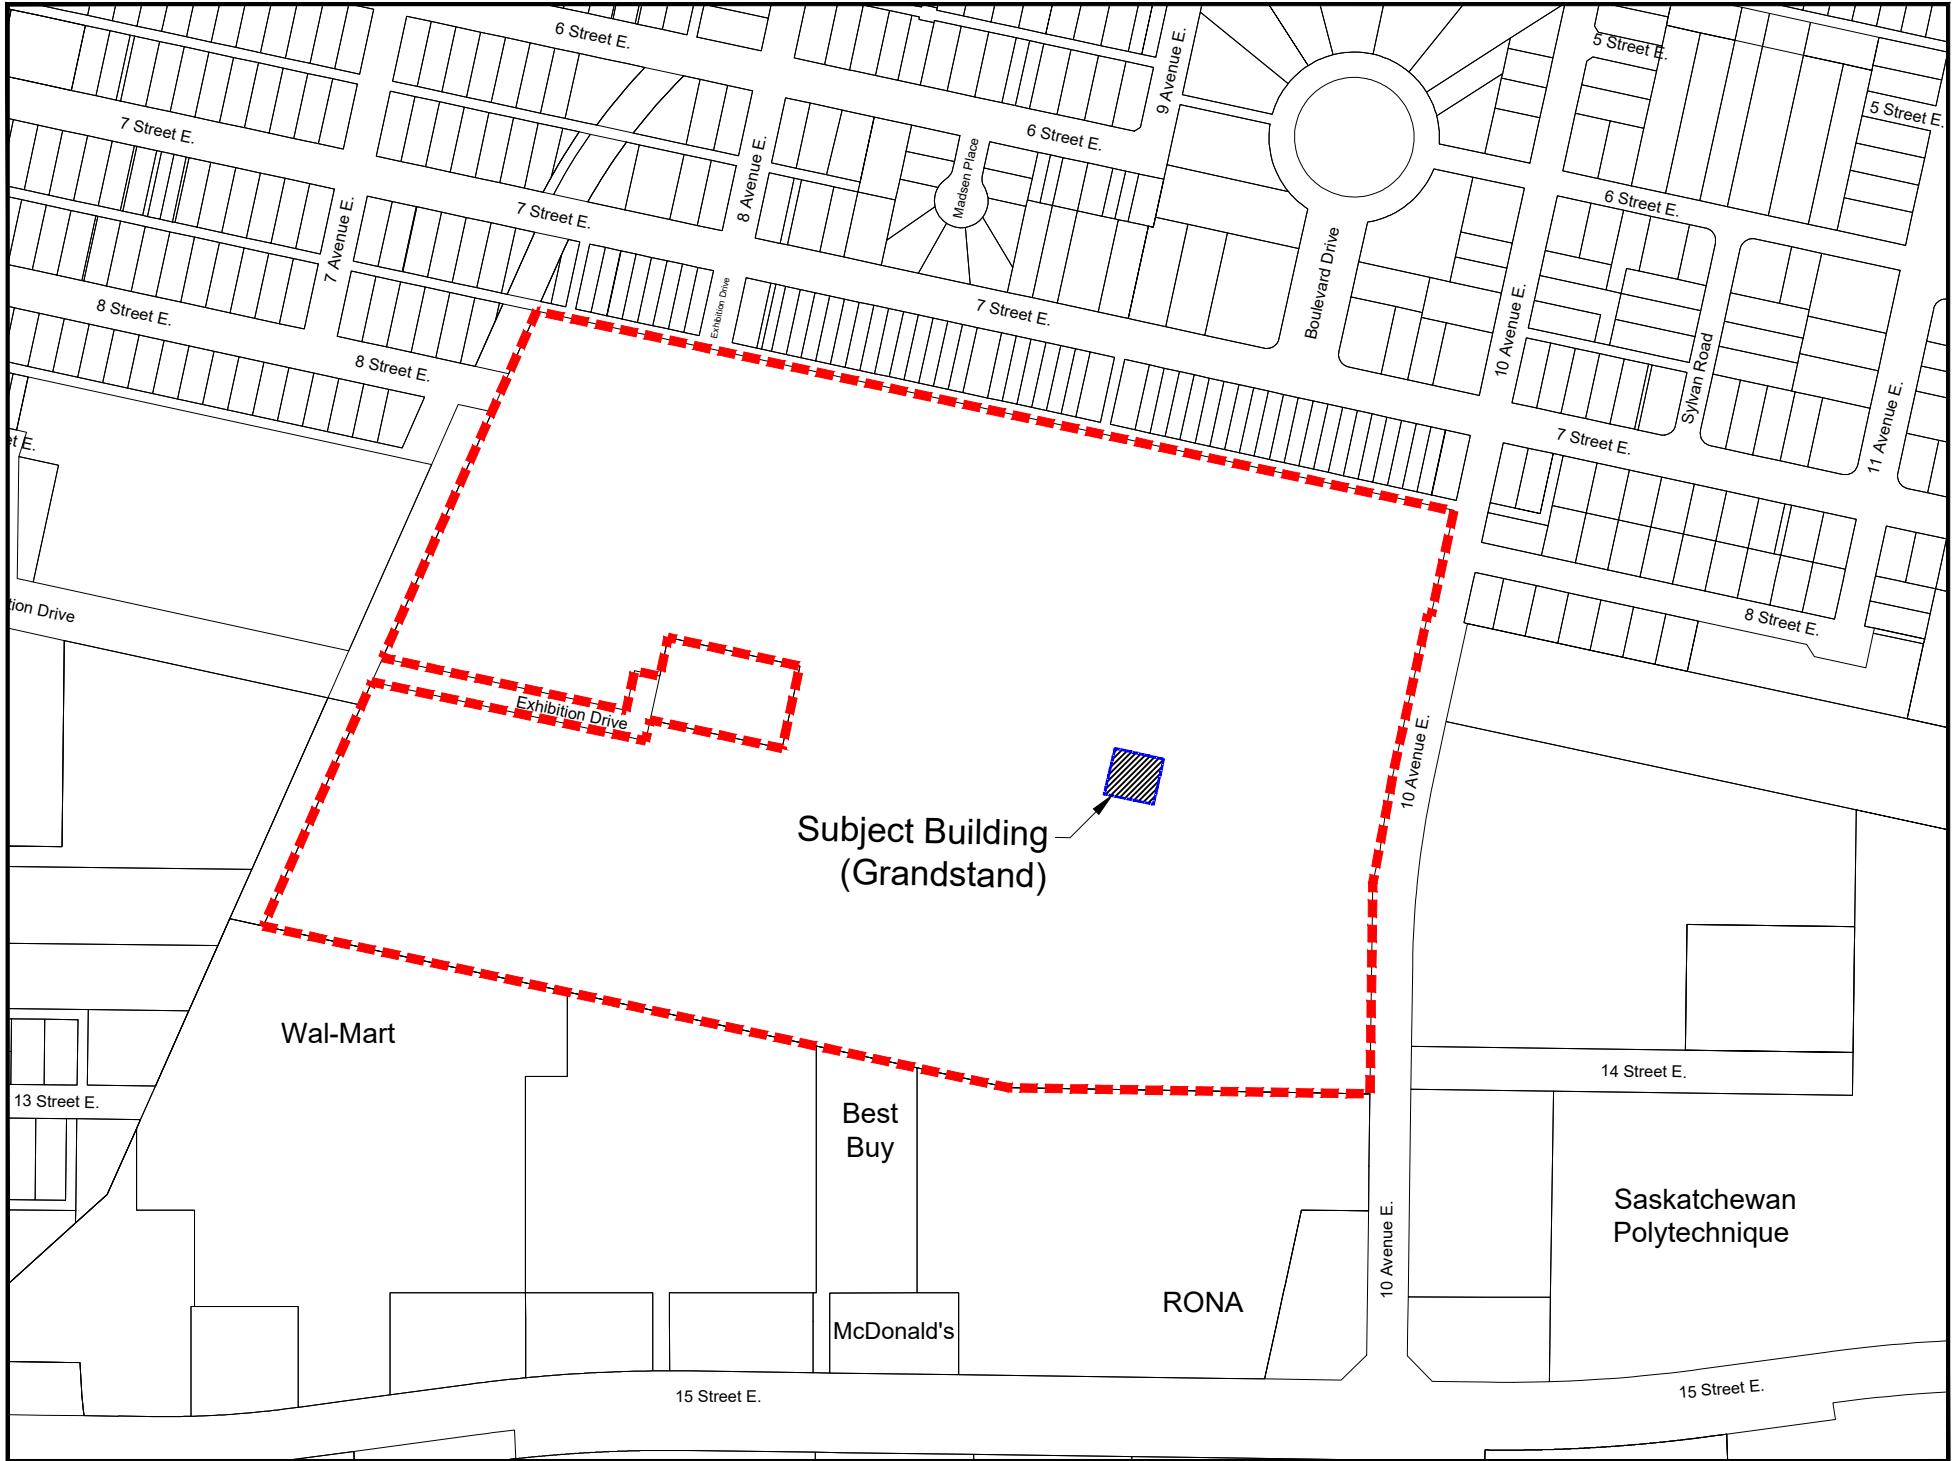 6 Street E.
5 Street E.
9 Avenue E.
5 Street E.
7 Street E.
6 Street E.
8 Avenue E.
Madsen Place
6 Street E.
7 Street E.
7 Avenue E.
Boulevard Drive
Exhibition Drive
7 Street E.
8 Street E.
10 Avenue E.
8 Street E.
Sylvan Road
11 Avenue E.
7 Street E.
et E.
tion Drive
8 Street E.
Exhibition Drive
10 Avenue E.
Subject Building
(Grandstand)
Wal-Mart
14 Street E.
13 Street E.
Best
Buy
Saskatchewan
Polytechnique
10 Avenue E.
RONA
McDonald's
15 Street E.
15 Street E.